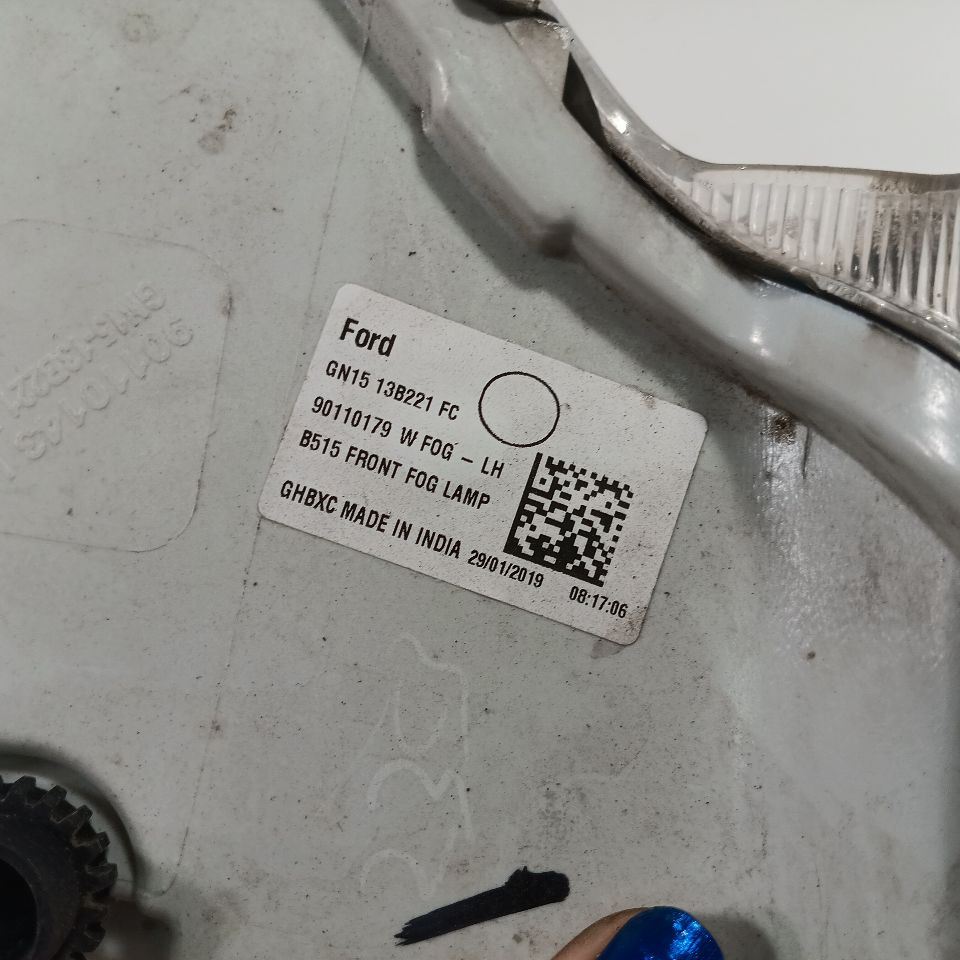 Ford
GN15 13B221 FC
90110179 W FOG - LH
B515 FRONT FOG LAMP
GHBXC MADE IN INDIA 29/01/2019 08:17:06